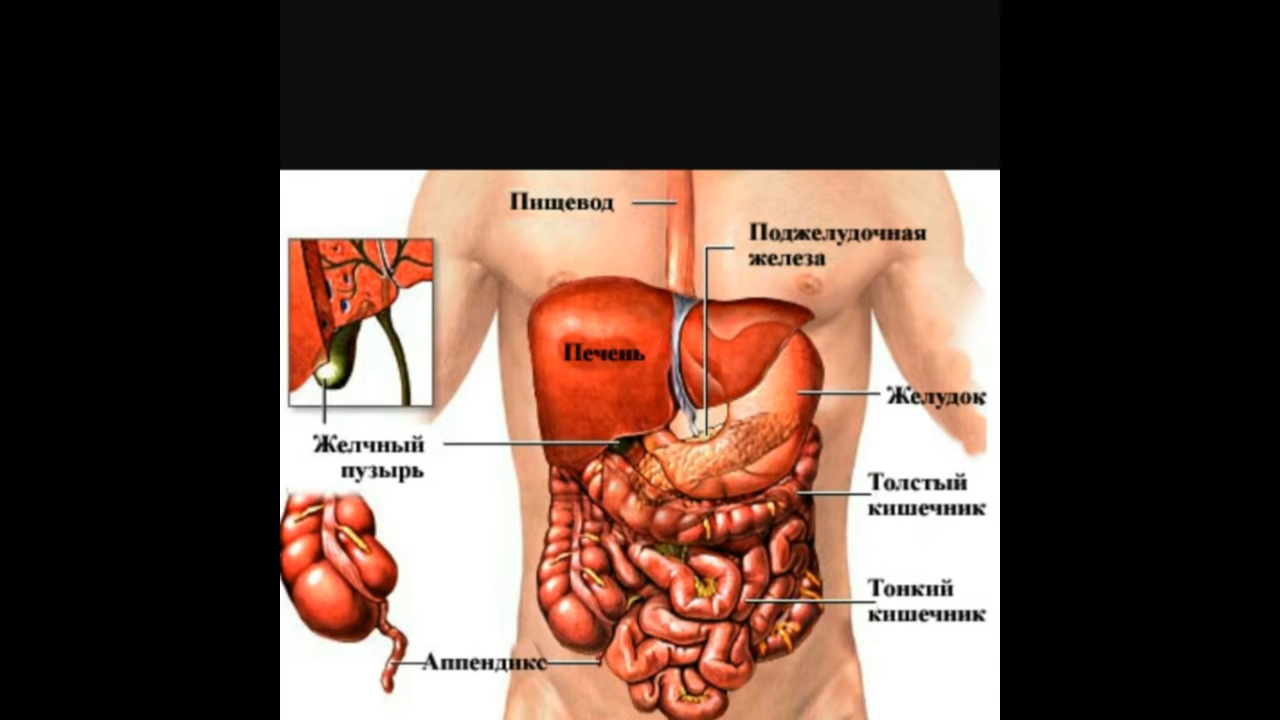 Пищевод
Поджелудочная
железа
Печень
Желудок
Желчный
пузырь
Толстый
кишечник
Тонкий
кишечник
Аппендикс